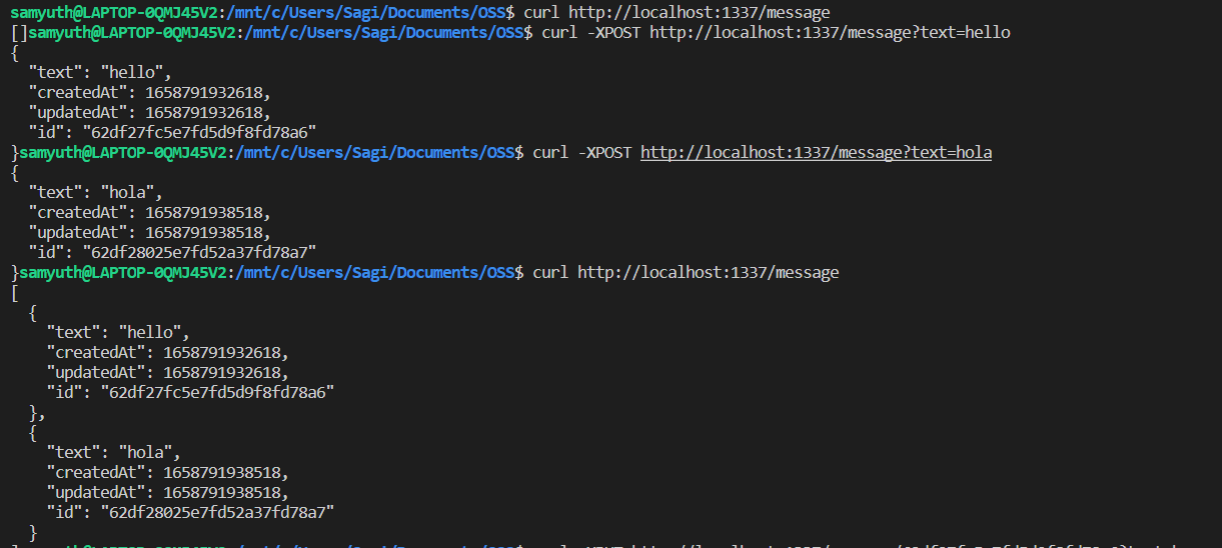 samyuth@LAPTOP-0QMJ45V2:/mnt/c/Users/Sagi/Documents/OSS$ curl http://localhost:1337/message
[]samyuth@LAPTOP-0QMJ45V2:/mnt/c/Users/Sagi/Documents/OSS$ curl -XPOST http://localhost:1337/message?text=hello
{
  "text": "hello",
  "createdAt": 1658791932618,
  "updatedAt": 1658791932618,
  "id": "62df27fc5e7fd5d9f8fd78a6"
}samyuth@LAPTOP-0QMJ45V2:/mnt/c/Users/Sagi/Documents/OSS$ curl -XPOST http://localhost:1337/message?text=hola
{
  "text": "hola",
  "createdAt": 1658791938518,
  "updatedAt": 1658791938518,
  "id": "62df28025e7fd52a37fd78a7"
}samyuth@LAPTOP-0QMJ45V2:/mnt/c/Users/Sagi/Documents/OSS$ curl http://localhost:1337/message
[
  {
    "text": "hello",
    "createdAt": 1658791932618,
    "updatedAt": 1658791932618,
    "id": "62df27fc5e7fd5d9f8fd78a6"
  },
  {
    "text": "hola",
    "createdAt": 1658791938518,
    "updatedAt": 1658791938518,
    "id": "62df28025e7fd52a37fd78a7"
  }